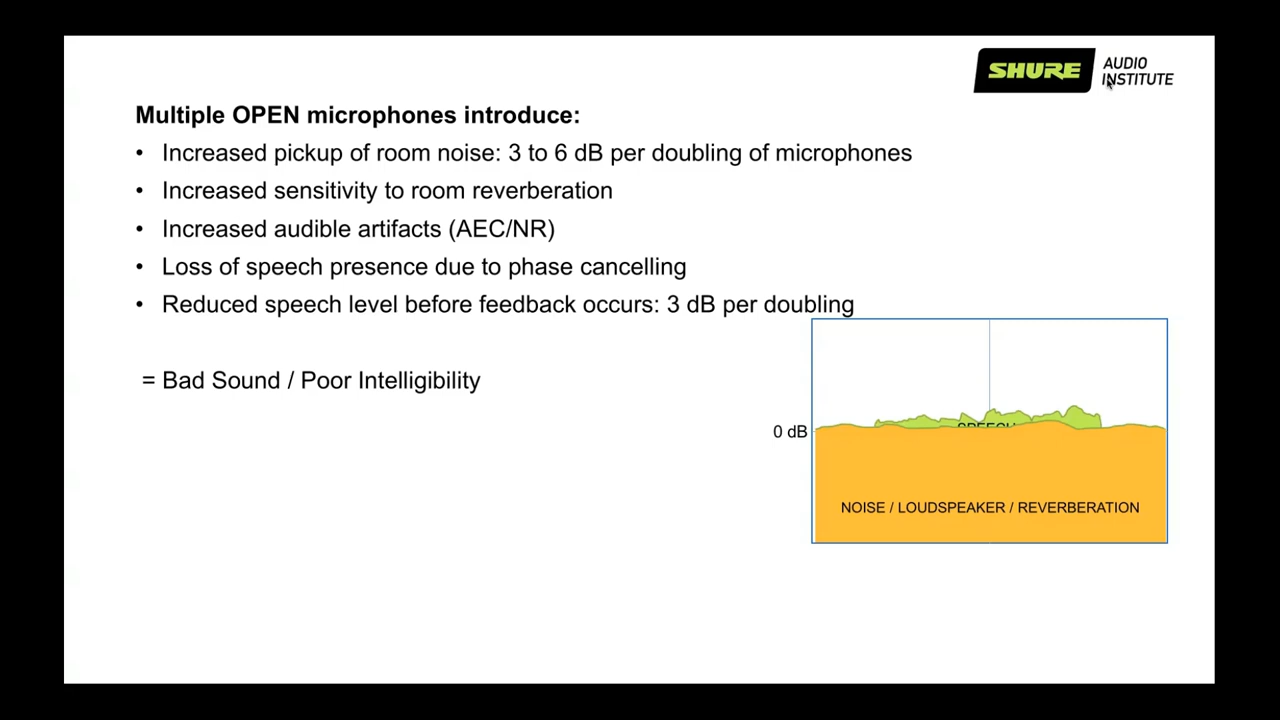 SHURE AUDIO INSTITUTE
Multiple OPEN microphones introduce:
• Increased pickup of room noise: 3 to 6 dB per doubling of microphones
• Increased sensitivity to room reverberation
• Increased audible artifacts (AEC/NR)
• Loss of speech presence due to phase cancelling
• Reduced speech level before feedback occurs: 3 dB per doubling
= Bad Sound / Poor Intelligibility
SPEECH
0 dB
NOISE / LOUDSPEAKER / REVERBERATION